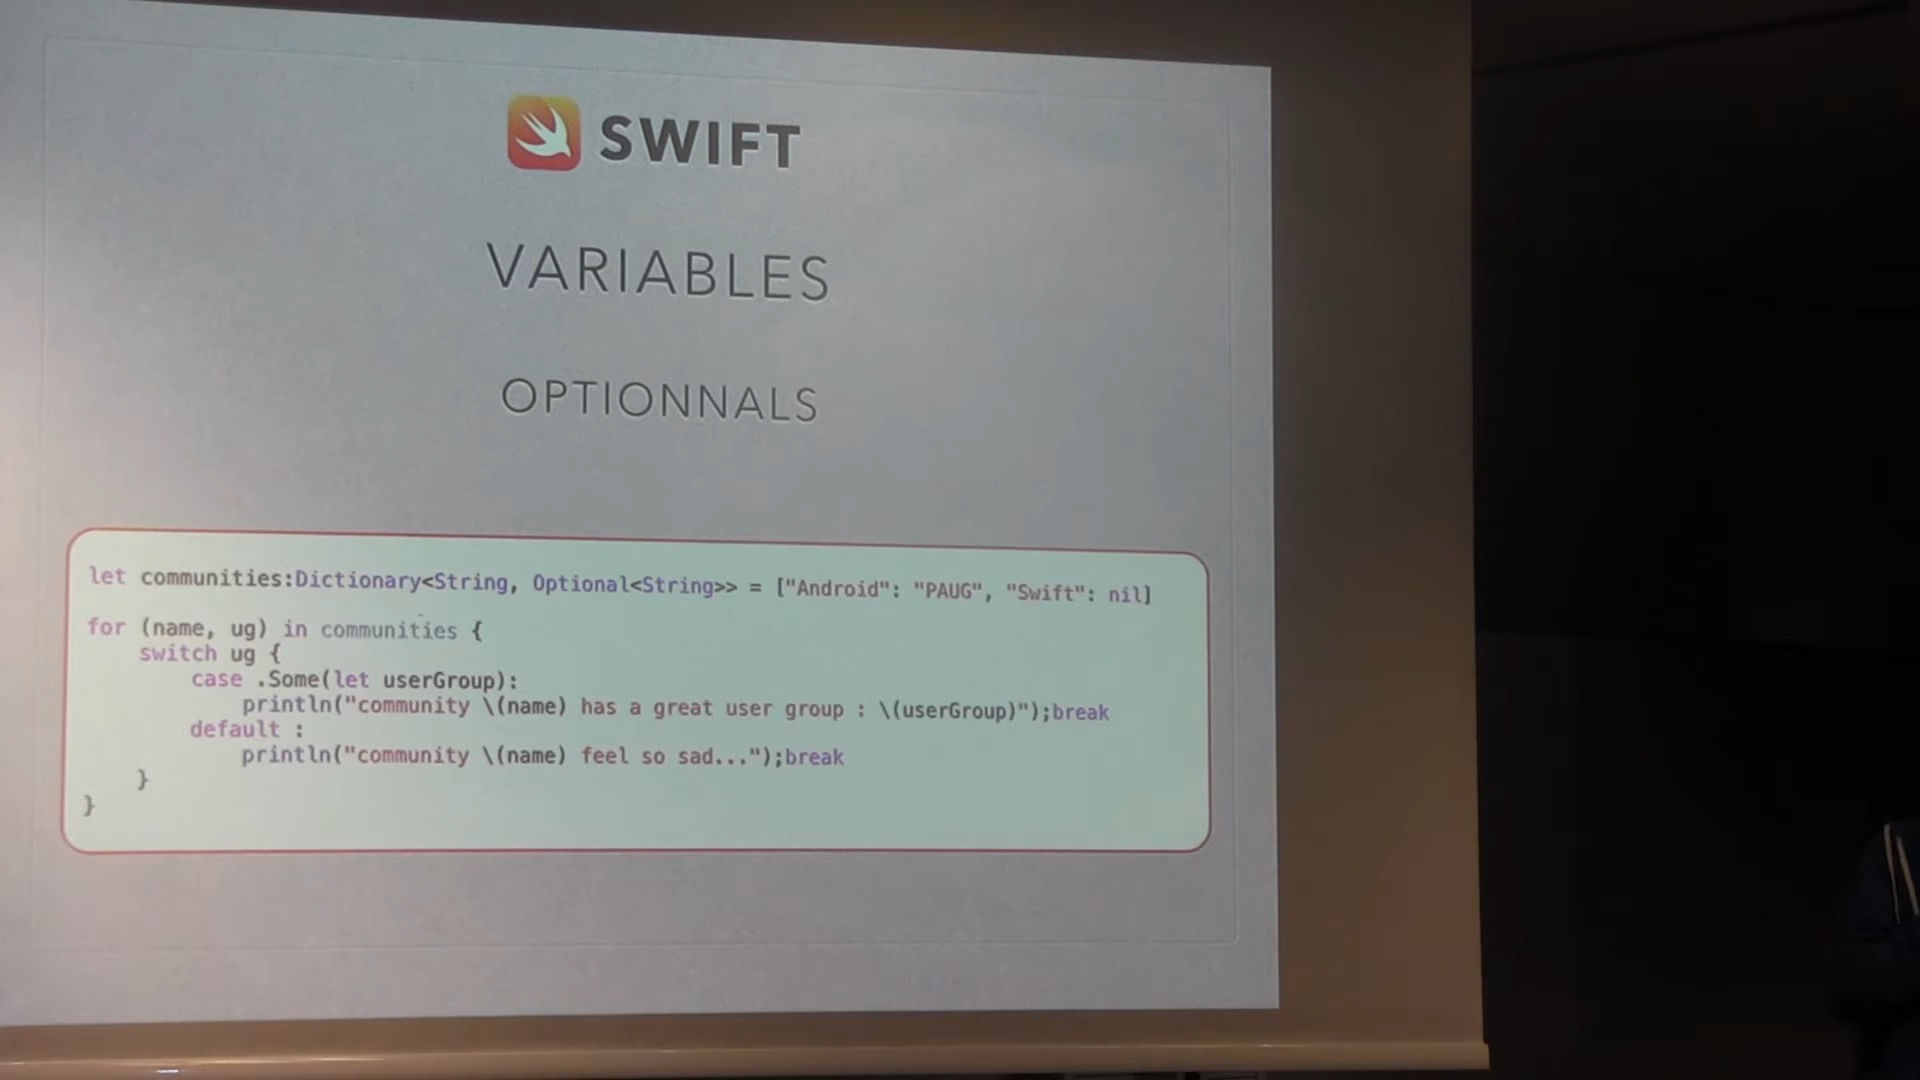 SWIFT
VARIABLES
OPTIONNALS
let communities:Dictionary<String, Optional<String>> = ["Android": "PAUG", "Swift": nil]
for (name, ug) in communities {
switch ug {
case .Some(let userGroup):
println("community \(name) has a great user group : \(userGroup)");break
default :
println("community \(name) feel so sad...");break
}
}